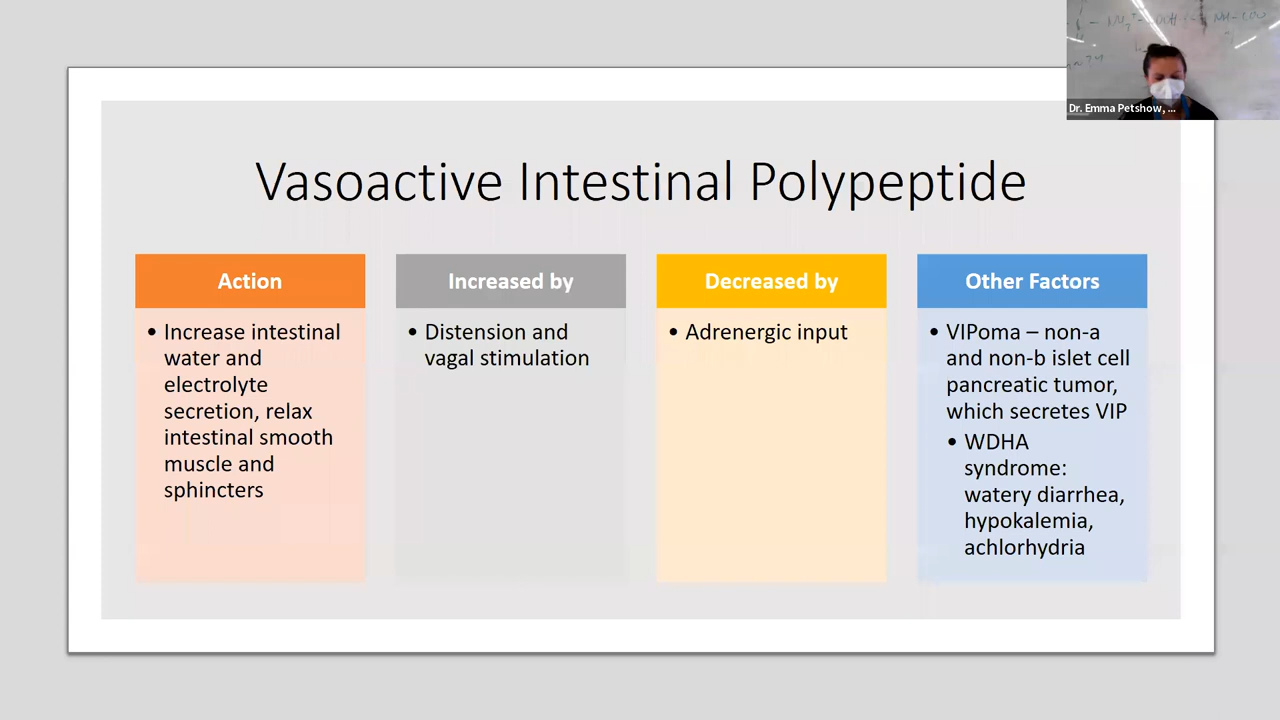 Dr. Emma Petshow, ...
Vasoactive Intestinal Polypeptide
Action
• Increase intestinal
water and
electrolyte
secretion, relax
intestinal smooth
muscle and
sphincters
Increased by
• Distension and
vagal stimulation
Decreased by
• Adrenergic input
Other Factors
• VIPoma – non-a
and non-b islet cell
pancreatic tumor,
which secretes VIP
• WDHA
syndrome:
watery diarrhea,
hypokalemia,
achlorhydria